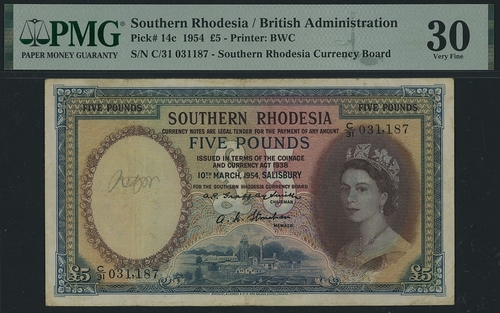 PMG
PAPER MONEY GUARANTY
Southern Rhodesia / British Administration
Pick# 14c 1954 £5 - Printer: BWC
S/N C/31 031187 - Southern Rhodesia Currency Board
30
Very Fine
FIVE POUNDS
FIVE POUNDS
SOUTHERN RHODESIA
CURRENCY NOTES ARE LEGAL TENDER FOR THE PAYMENT OF ANY AMOUNT
C/31 031,187
FIVE POUNDS
ISSUED IN TERMS OF THE COINAGE
AND CURRENCY ACT 1938
10TH MARCH, 1954, SALISBURY
FOR THE SOUTHERN RHODESIA CURRENCY BOARD
CHAIRMAN
MEMBER
C/31 031,187
£5
£5